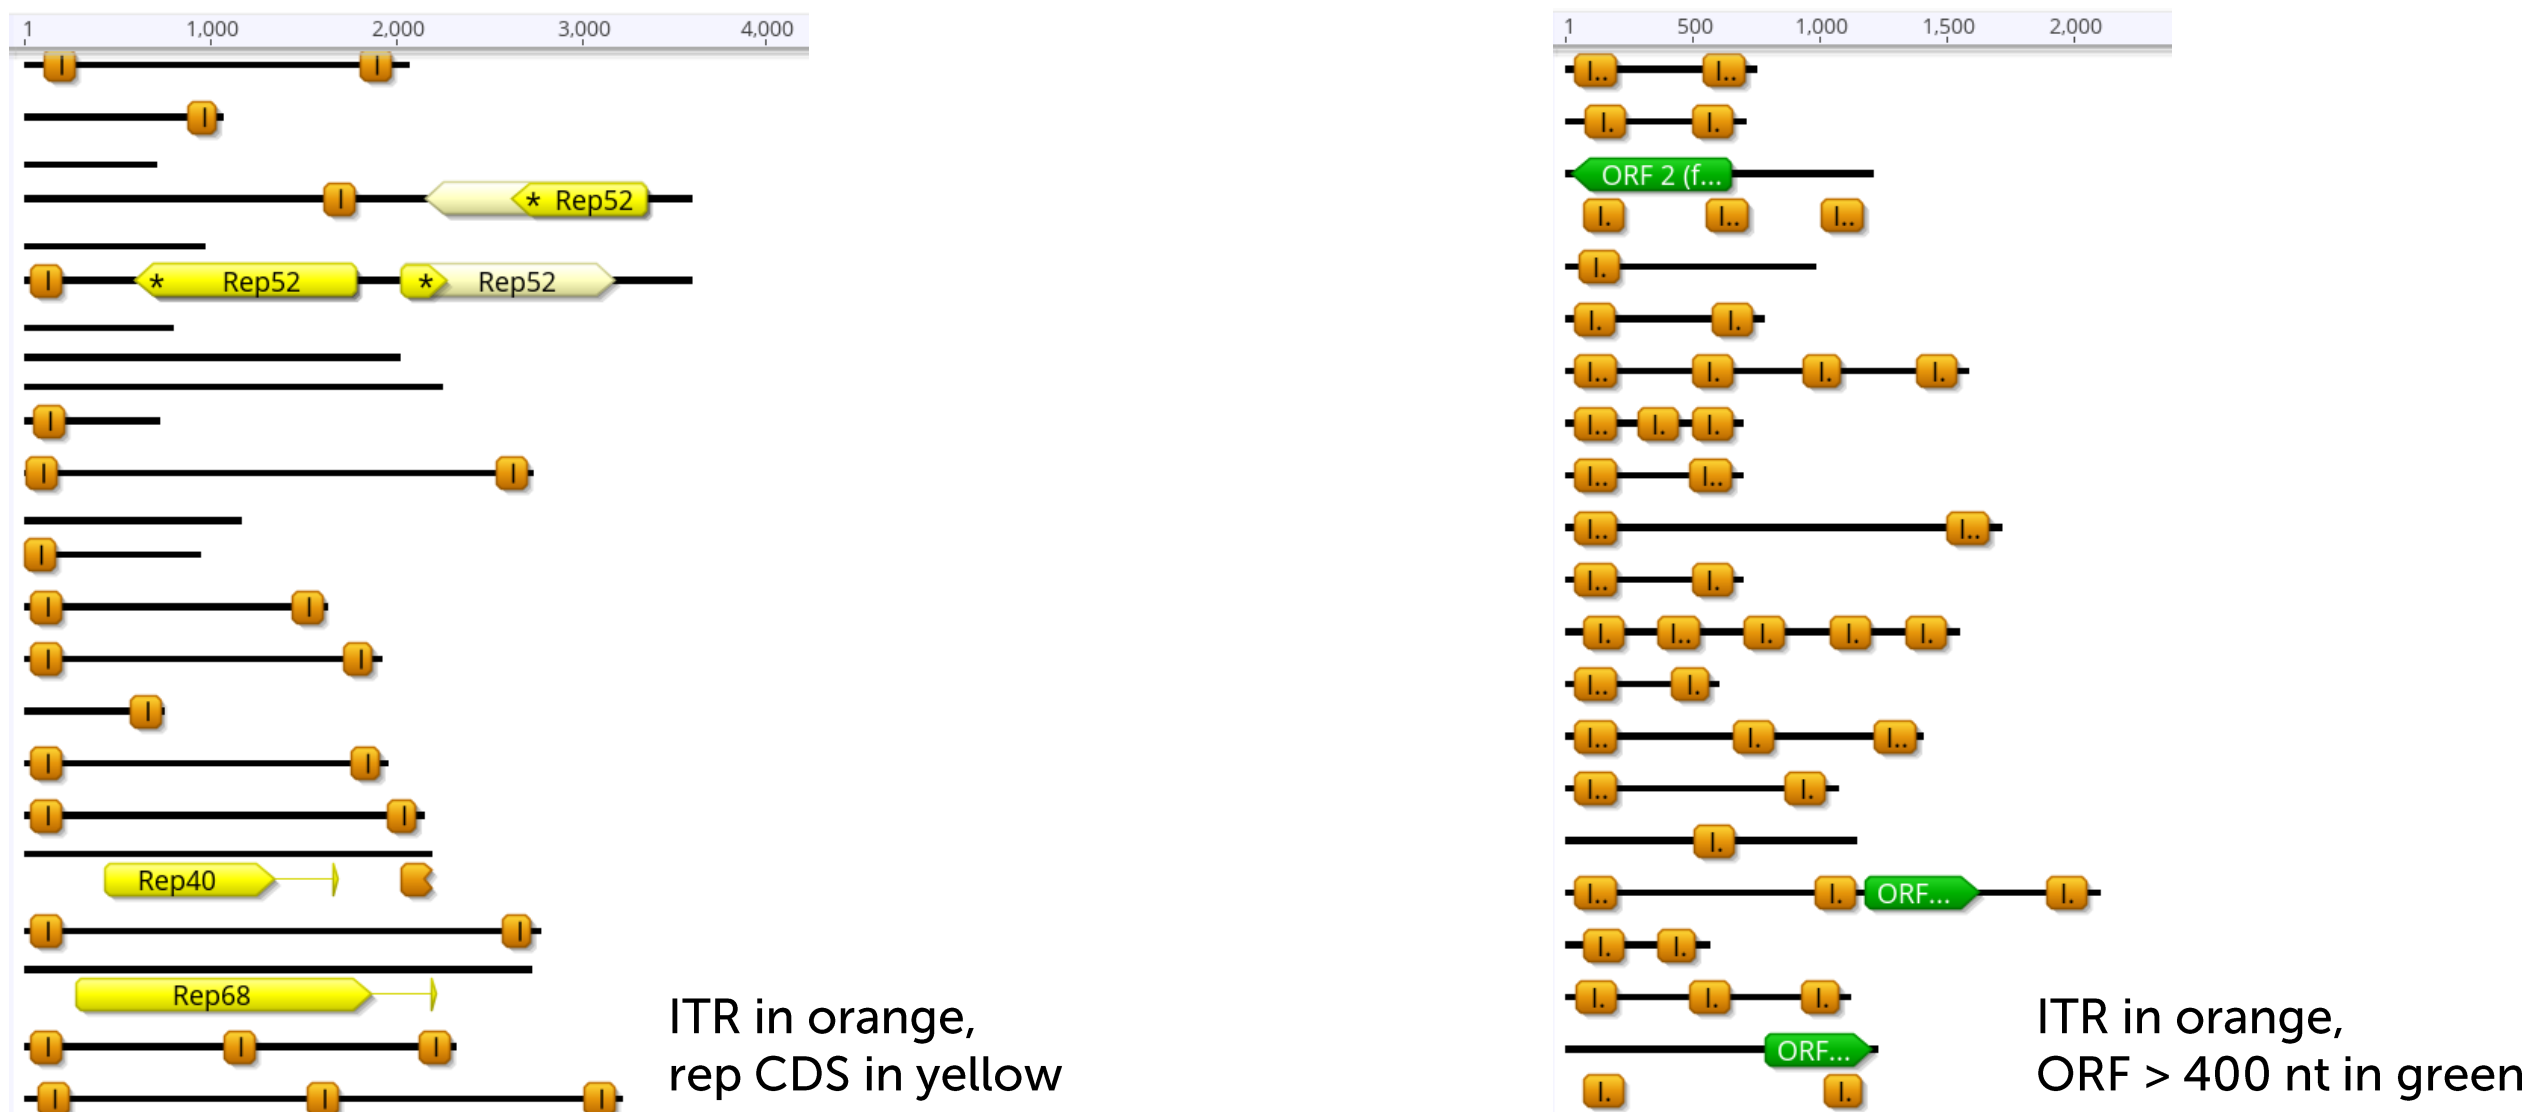 1 1,000 2,000 3,000 4,000
I I
I
I * Rep52
I * Rep52 * Rep52
I
I I
I
I I
I I
I
I I
I I
Rep40
I I
Rep68
I I I
I I I
ITR in orange,
rep CDS in yellow
1 500 1,000 1,500 2,000
I.. I..
I. I.
ORF 2 (f...
I. I.. I..
I.
I. I.
I.. I. I. I.
I.. I. I.
I.. I..
I.. I..
I.. I.
I. I.. I. I. I.
I.. I.
I.. I. I..
I.. I.
I.
I.. I. ORF... I.
I. I.
I. I. I.
ORF...
I. I.
ITR in orange,
ORF > 400 nt in green